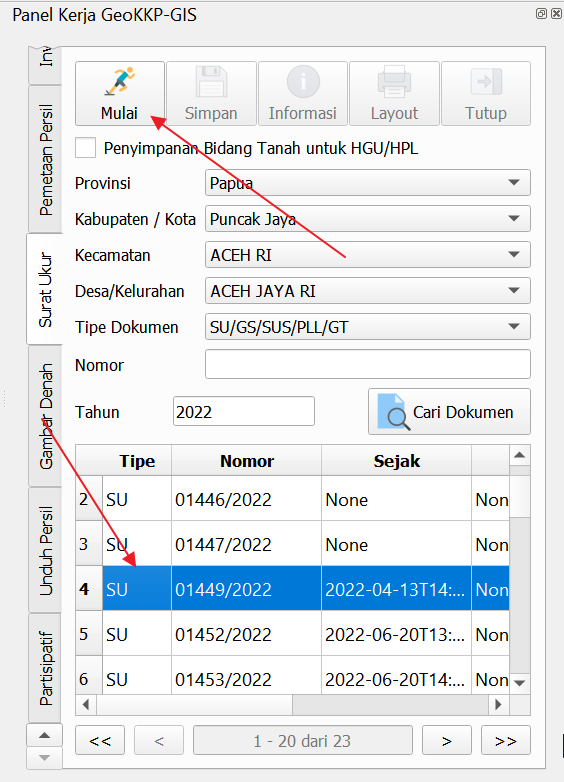 Panel Kerja GeoKKP-GIS
Inv
Pemetaan Persil
Surat Ukur
Gambar Denah
Unduh Persil
Partisipatif
Mulai Simpan Informasi Layout Tutup
Penyimpanan Bidang Tanah untuk HGU/HPL
Provinsi Papua
Kabupaten / Kota Puncak Jaya
Kecamatan ACEH RI
Desa/Kelurahan ACEH JAYA RI
Tipe Dokumen SU/GS/SUS/PLL/GT
Nomor
Tahun 2022 Cari Dokumen
Tipe Nomor Sejak
2 SU 01446/2022 None Non
3 SU 01447/2022 None Non
4 SU 01449/2022 2022-04-13T14:... Non
5 SU 01452/2022 2022-06-20T13:... Non
6 SU 01453/2022 2022-06-20T14:... Non
<< < 1 - 20 dari 23 > >>